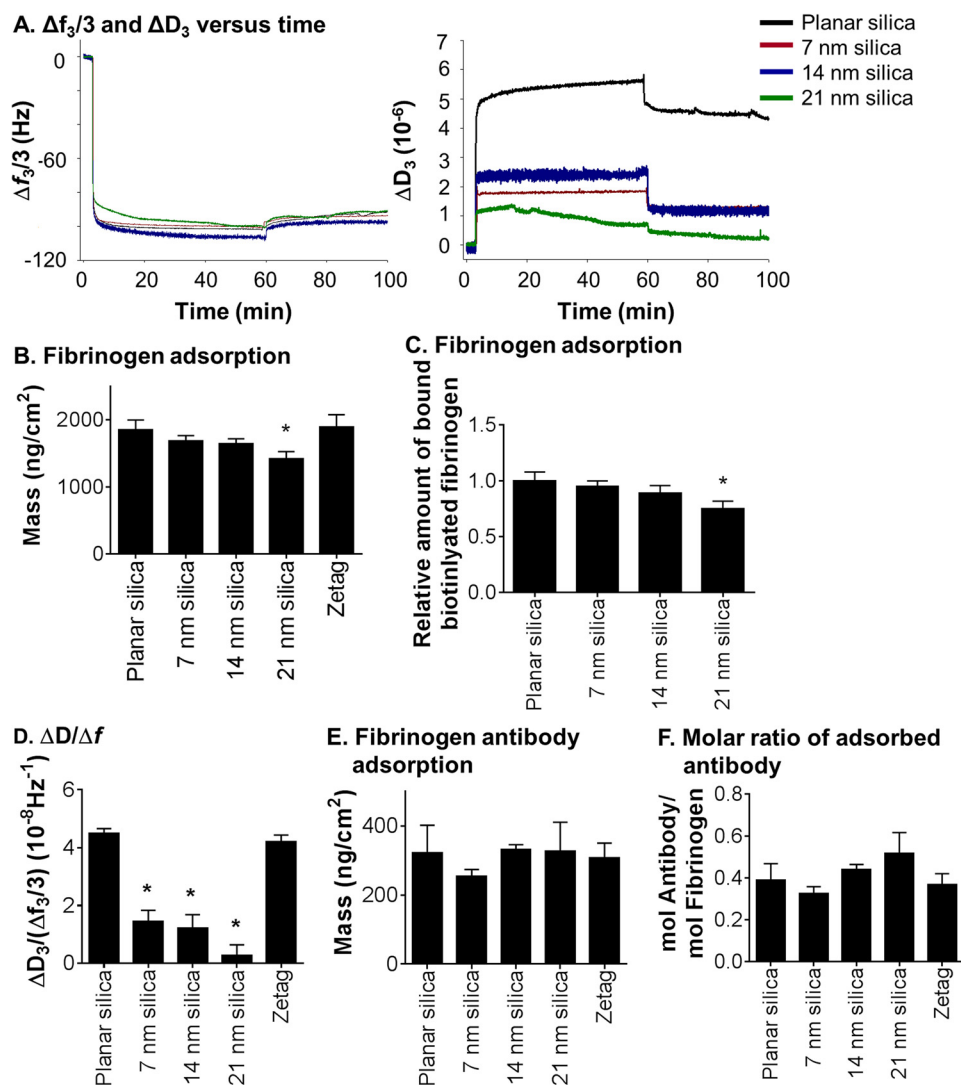 A. Δf₃/3 and ΔD₃ versus time
Planar silica
7 nm silica
14 nm silica
21 nm silica
Δf₃/3 (Hz)
0
-60
-120
0 20 40 60 80 100
Time (min)
ΔD₃ (10⁻⁶)
7
6
5
4
3
2
1
0
0 20 40 60 80 100
Time (min)
B. Fibrinogen adsorption
Mass (ng/cm²)
2000
1000
0
*
Planar silica
7 nm silica
14 nm silica
21 nm silica
Zetag
C. Fibrinogen adsorption
Relative amount of bound
biotinlyated fibrinogen
1.5
1.0
0.5
0.0
*
Planar silica
7 nm silica
14 nm silica
21 nm silica
D. ΔD/Δf
ΔD₃/(Δf₃/3) (10⁻⁸Hz⁻¹)
6
4
2
0
* * *
Planar silica
7 nm silica
14 nm silica
21 nm silica
Zetag
E. Fibrinogen antibody
adsorption
Mass (ng/cm²)
400
200
0
Planar silica
7 nm silica
14 nm silica
21 nm silica
Zetag
F. Molar ratio of adsorbed
antibody
mol Antibody/
mol Fibrinogen
0.8
0.6
0.4
0.2
0.0
Planar silica
7 nm silica
14 nm silica
21 nm silica
Zetag